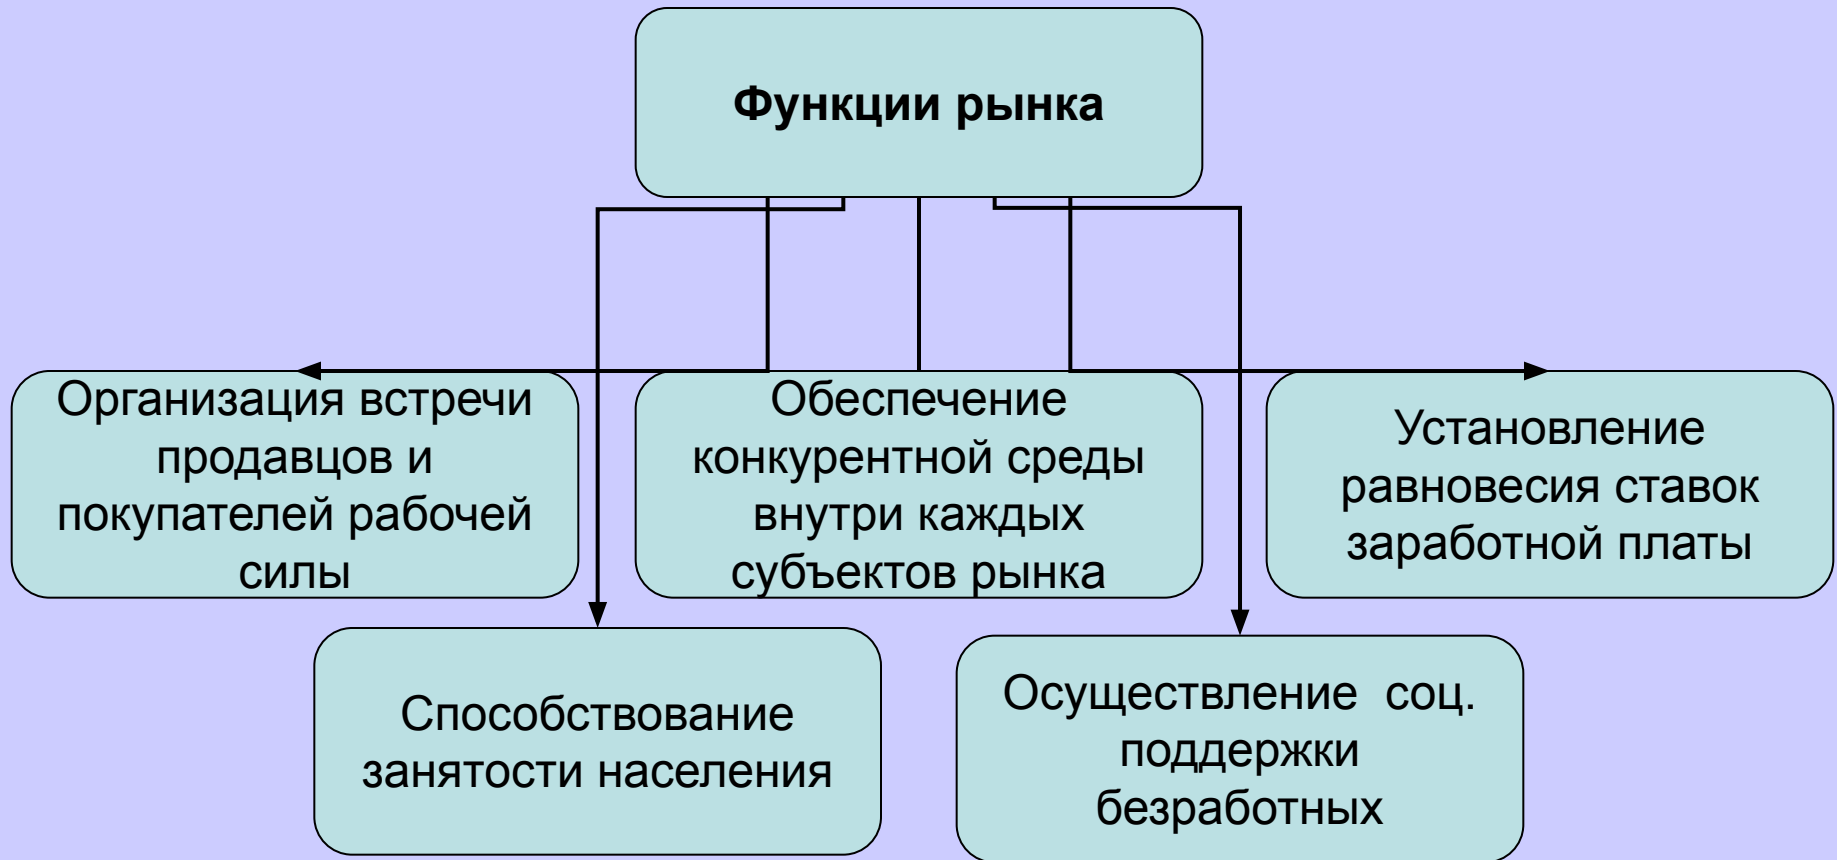 Функции рынка
Организация встречи
продавцов и
покупателей рабочей
силы
Обеспечение
конкурентной среды
внутри каждых
субъектов рынка
Установление
равновесия ставок
заработной платы
Способствование
занятости населения
Осуществление  соц.
поддержки
безработных